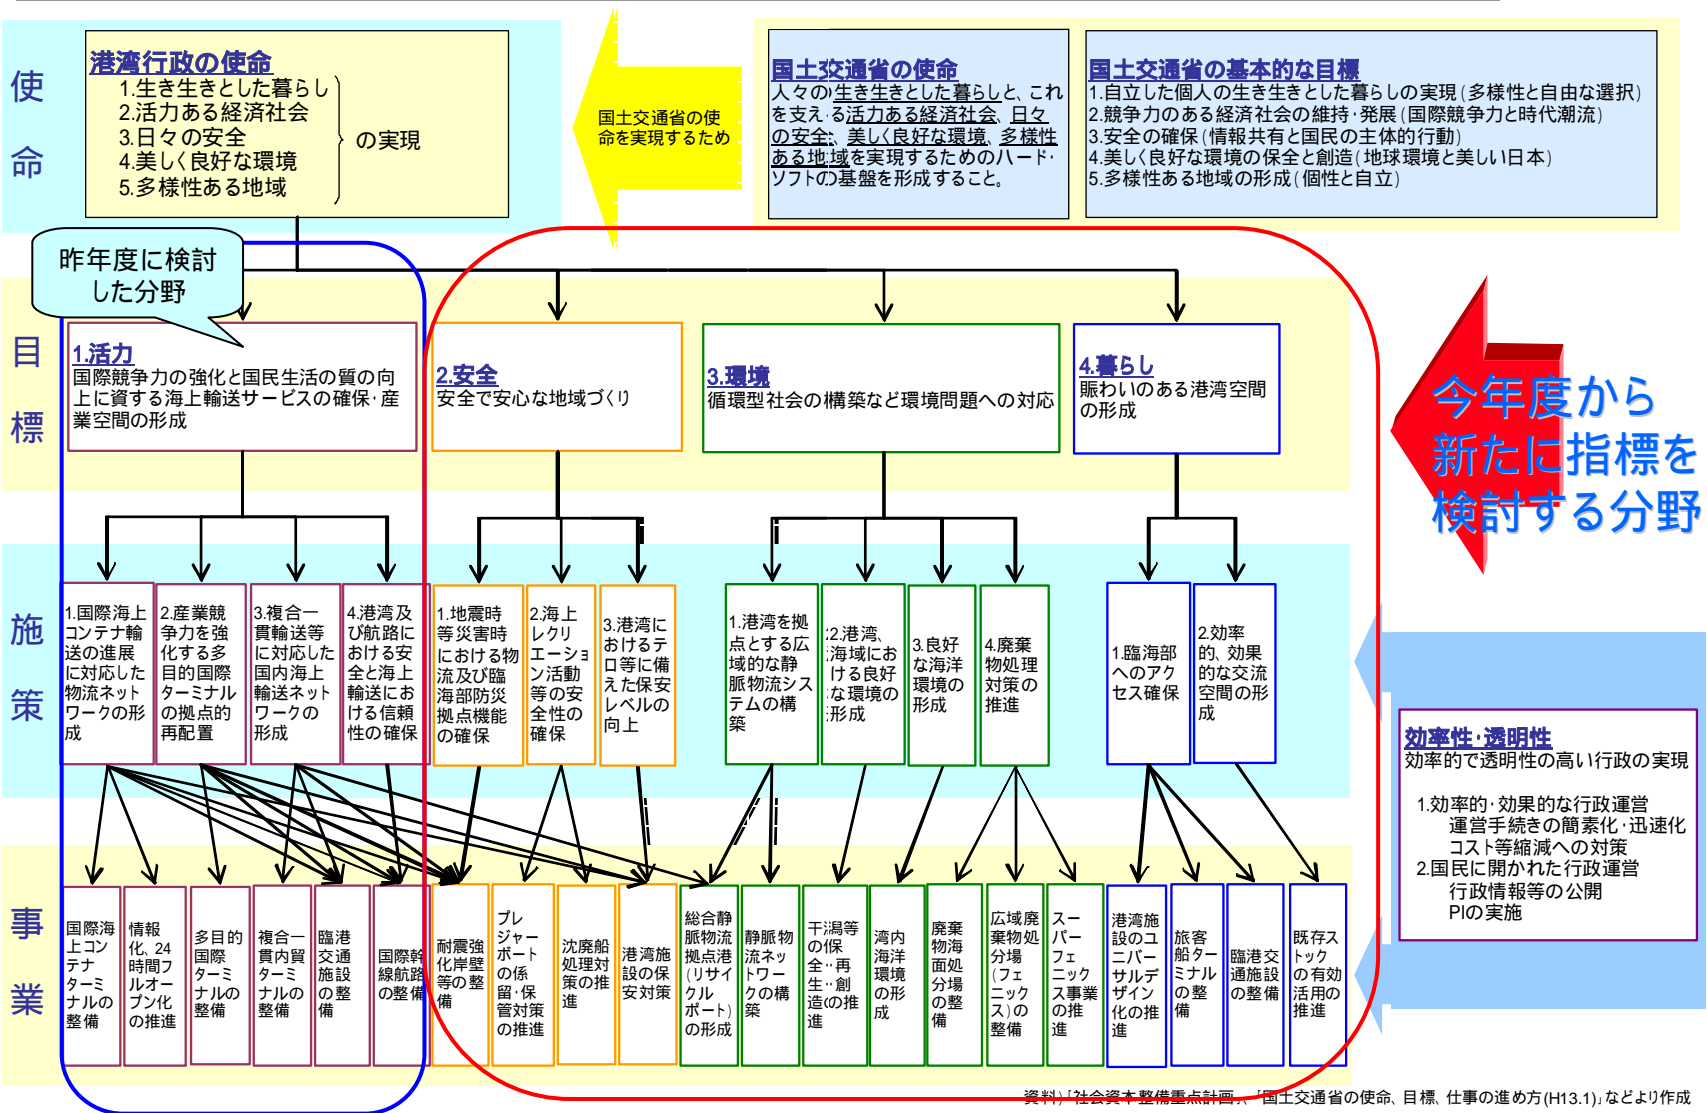 使
命
港湾行政の使命
1.生き生きとした暮らし
2.活力ある経済社会
3.日々の安全
4.美しく良好な環境
5.多様性ある地域
の実現
国土交通省の使
命を実現するため
国土交通省の使命
人々の生き生きとした暮らしと、これ
を支える活力ある経済社会、日々
の安全、美しく良好な環境、多様性
ある地域を実現するためのハード・
ソフトの基盤を形成すること。
国土交通省の基本的な目標
1.自立した個人の生き生きとした暮らしの実現(多様性と自由な選択)
2.競争力のある経済社会の維持・発展(国際競争力と時代潮流)
3.安全の確保(情報共有と国民の主体的行動)
4.美しく良好な環境の保全と創造(地球環境と美しい日本)
5.多様性ある地域の形成(個性と自立)
昨年度に検討
した分野
目
標
1.活力
国際競争力の強化と国民生活の質の向
上に資する海上輸送サービスの確保・産
業空間の形成
2.安全
安全で安心な地域づくり
3.環境
循環型社会の構築など環境問題への対応
4.暮らし
賑わいのある港湾空間
の形成
今年度から
新たに指標を
検討する分野
施
策
1.国際海上
コンテナ輸
送の進展
に対応した
物流ネット
ワークの形
成
2.産業競
争力を強
化する多
目的国際
ターミナル
の拠点的
再配置
3.複合一
貫輸送等
に対応した
国内海上
輸送ネット
ワークの
形成
4.港湾及
び航路に
おける安
全と海上
輸送にお
ける信頼
性の確保
1.地震時
等災害時
における物
流及び臨
海部防災
拠点機能
の確保
2.海上
レクリ
エーショ
ン活動
等の安
全性の
確保
3.港湾に
おけるテ
ロ等に備
えた保安
レベルの
向上
1.港湾を拠
点とする広
域的な静
脈物流シス
テムの構
築
2.港湾、
海域にお
ける良好
な環境の
形成
3.良好
な海洋
環境の
形成
4.廃棄
物処理
対策の
推進
1.臨海部
へのアク
セス確保
2.効率
的、効果
的な交流
空間の形
成
効率性・透明性
効率的で透明性の高い行政の実現
1.効率的・効果的な行政運営
運営手続きの簡素化・迅速化
コスト等縮減への対策
2.国民に開かれた行政運営
行政情報等の公開
PIの実施
事
業
国際海
上コン
テナ
ターミ
ナルの
整備
情報
化、24
時間フ
ルオー
プン化
の推進
多目的
国際
ターミ
ナルの
整備
複合一
貫内貿
ターミ
ナルの
整備
臨港
交通
施設
の整
備
国際幹
線航路
の整備
耐震強
化岸壁
等の整
備
プレ
ジャー
ボート
の係
留・保
管対策
の推進
沈廃船
処理対
策の推
進
港湾施
設の保
安対策
総合静
脈物流
拠点港
(リサイ
クル
ポート)
の形成
静脈物
流ネッ
トワー
クの構
築
干潟等
の保
全・再
生・創
造の推
進
湾内
海洋
環境
の形
成
廃棄
物海
面処
分場
の整
備
広域廃
棄物処
分場
(フェ
ニック
ス)の
整備
スー
パー
フェ
ニック
ス事業
の推
進
港湾施
設のユ
ニバー
サルデ
ザイン
化の推
進
旅客
船ター
ミナル
の整
備
臨港交
通施設
の整備
既存ス
トック
の有効
活用の
推進
資料)「社会資本整備重点計画」、「国土交通省の使命、目標、仕事の進め方(H13.1)」などより作成